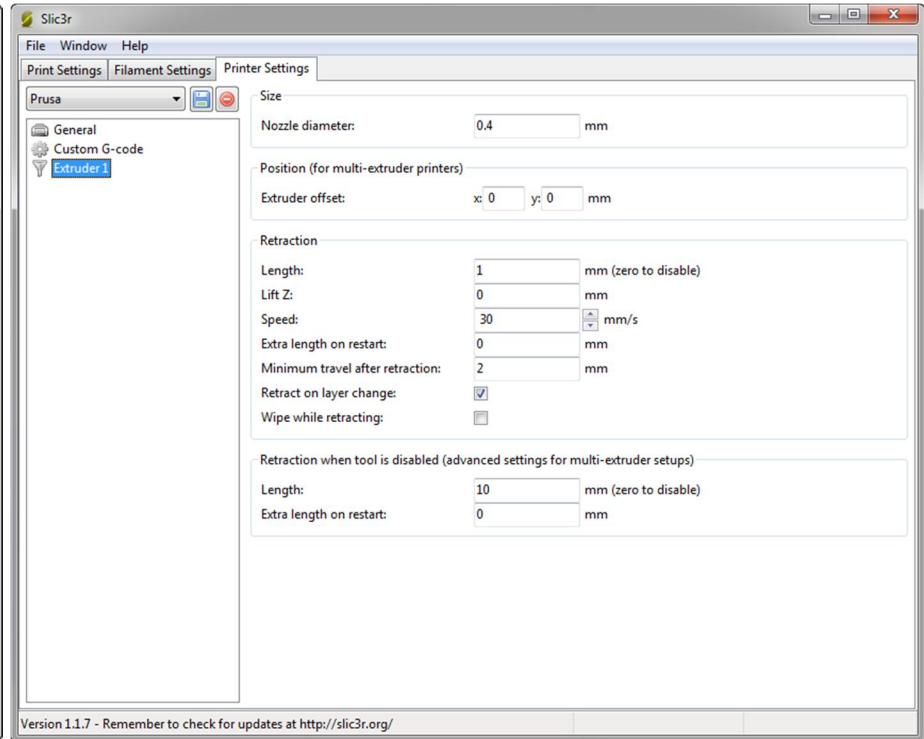 Slic3r
File Window Help
Print Settings Filament Settings Printer Settings
Prusa
General
Custom G-code
Extruder 1
Size
Nozzle diameter: 0.4 mm
Position (for multi-extruder printers)
Extruder offset: x: 0 y: 0 mm
Retraction
Length: 1 mm (zero to disable)
Lift Z: 0 mm
Speed: 30 mm/s
Extra length on restart: 0 mm
Minimum travel after retraction: 2 mm
Retract on layer change:
Wipe while retracting:
Retraction when tool is disabled (advanced settings for multi-extruder setups)
Length: 10 mm (zero to disable)
Extra length on restart: 0 mm
Version 1.1.7 - Remember to check for updates at http://slic3r.org/